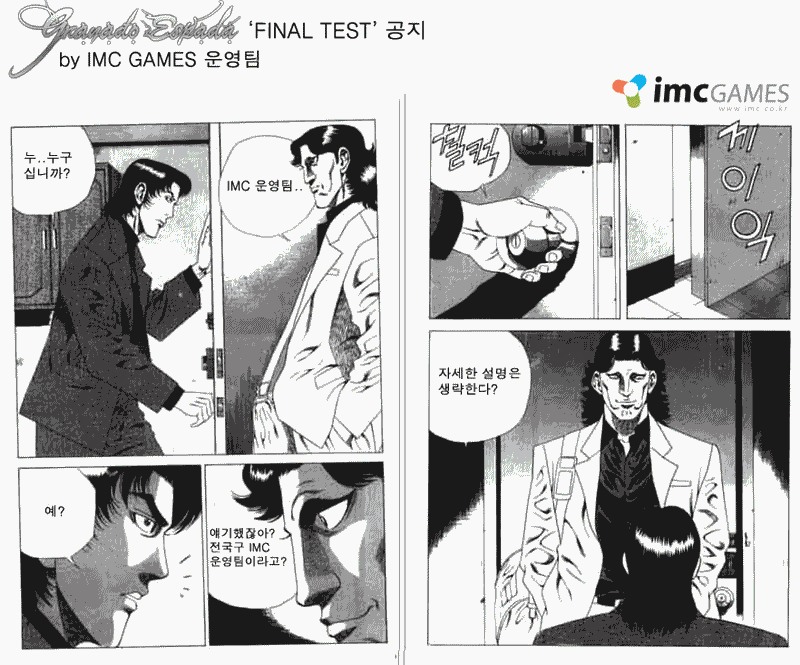 Granado Espada 'FINAL TEST' 공지
by IMC GAMES 운영팀
imcGAMES
www.imc.co.kr
누..누구
십니까?
IMC 운영팀..
예?
얘기했잖아?
전국구 IMC
운영팀이라고?
철컥
끼이익
자세한 설명은
생략한다?